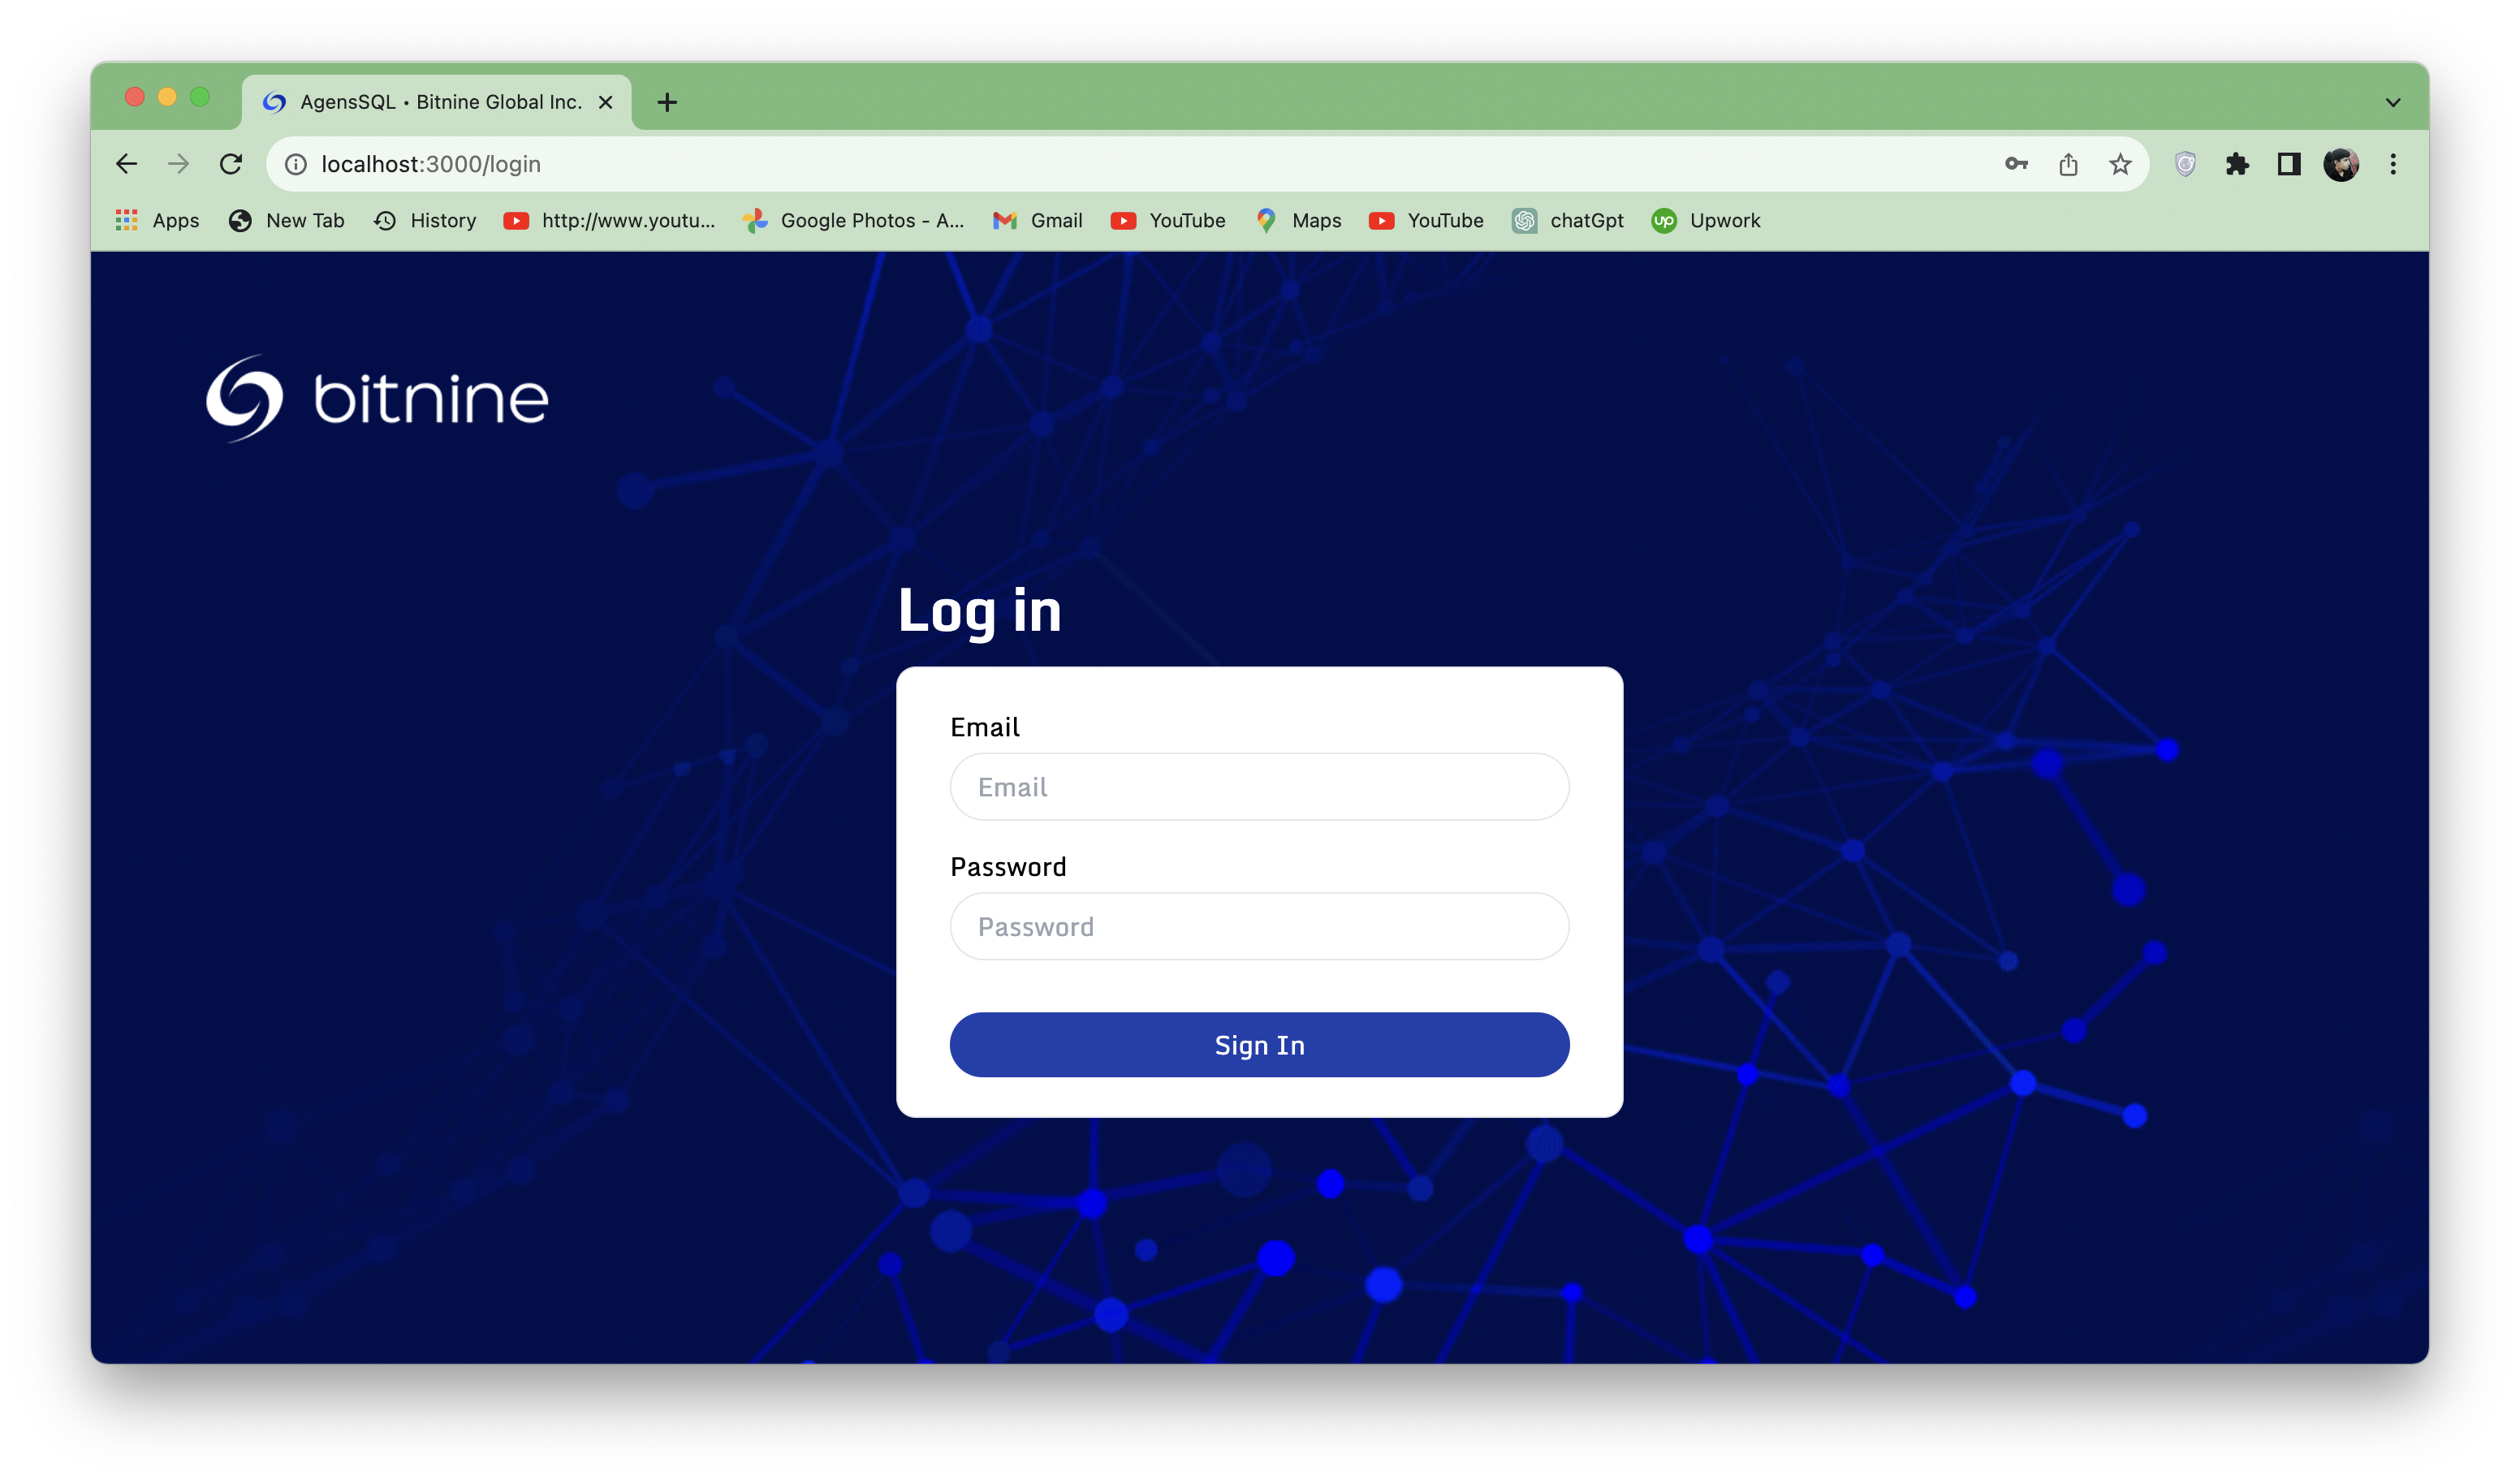 AgensSQL • Bitnine Global Inc.
localhost:3000/login
Apps New Tab History http://www.youtu... Google Photos - A... Gmail YouTube Maps YouTube chatGpt up Upwork
bitnine
Log in
Email
Email
Password
Password
Sign In